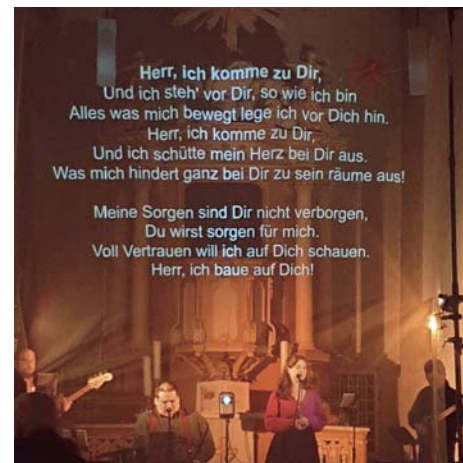 Herr, ich komme zu Dir,
Und ich steh' vor Dir, so wie ich bin
Alles was mich bewegt lege ich vor Dich hin.
Herr, ich komme zu Dir,
Und ich schütte mein Herz bei Dir aus.
Was mich hindert ganz bei Dir zu sein räume aus!
Meine Sorgen sind Dir nicht verborgen,
Du wirst sorgen für mich.
Voll Vertrauen will ich auf Dich schauen.
Herr, ich baue auf Dich!